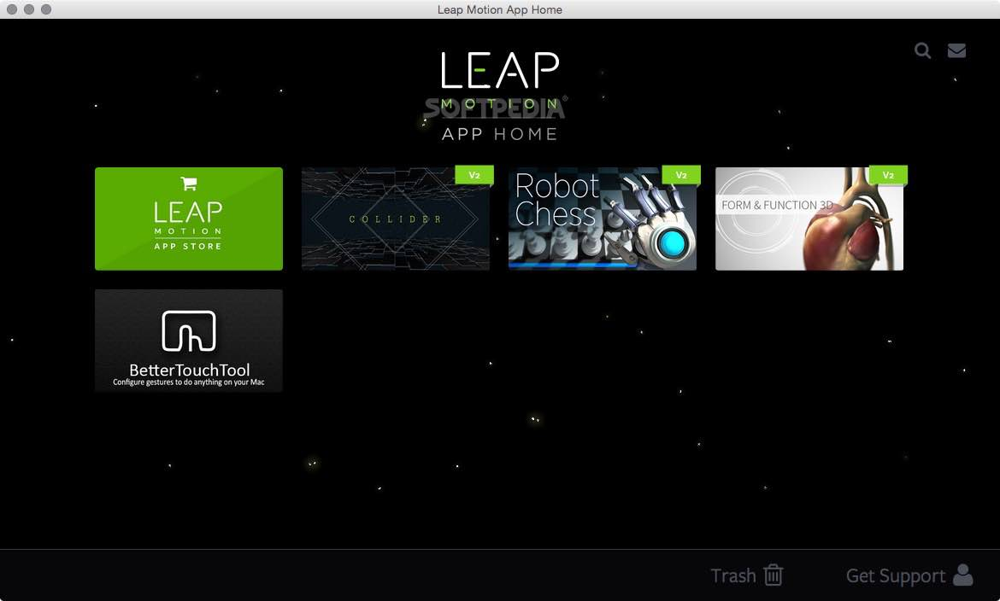 Leap Motion App Home
LEAP
MOTION
SOFTPEDIA®
APP HOME
LEAP
MOTION
APP STORE
V2
COLLIDER
V2
Robot
Chess
V2
FORM & FUNCTION 3D
BetterTouchTool
Configure gestures to do anything on your Mac
Trash
Get Support